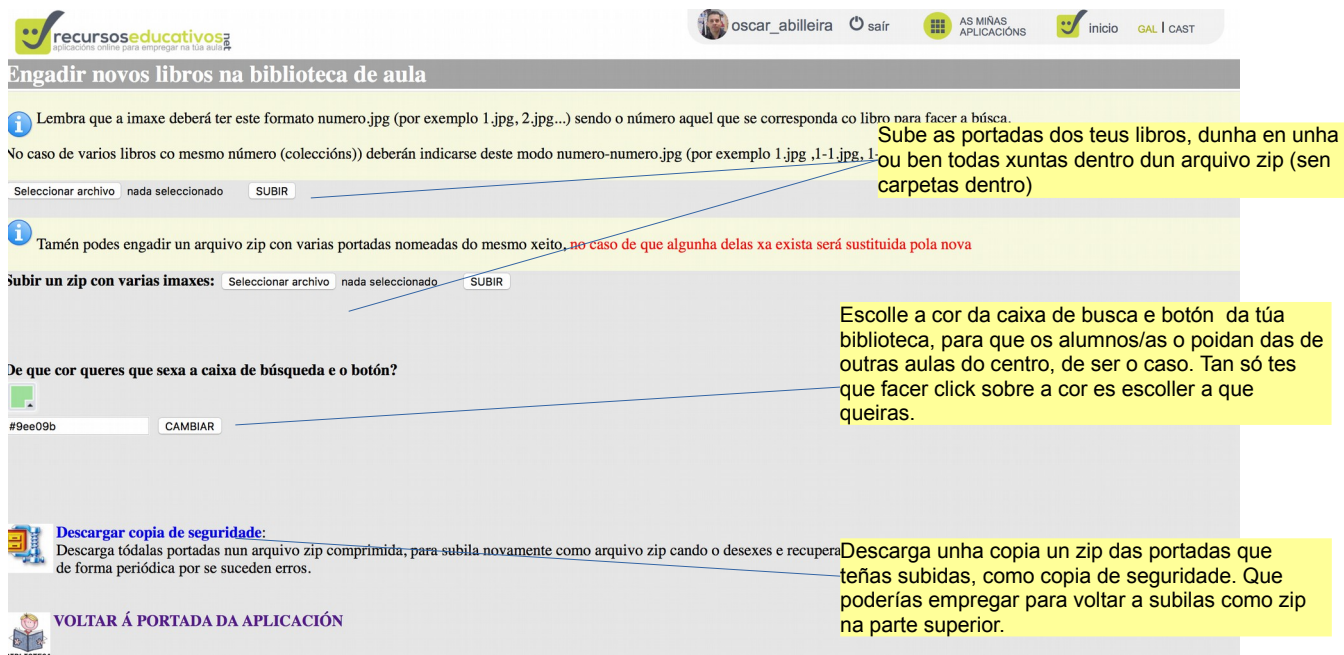 recursoseducativos.net
aplicacións online para empregar na túa aula
oscar_abilleira
saír
AS MIÑAS
APLICACIÓNS
inicio
GAL | CAST
Engadir novos libros na biblioteca de aula
Lembra que a imaxe deberá ter este formato numero.jpg (por exemplo 1.jpg, 2.jpg...) sendo o número aquel que se corresponda co libro para facer a búsca.
No caso de varios libros co mesmo número (coleccións)) deberán indicarse deste modo numero-numero.jpg (por exemplo 1.jpg ,1-1.jpg, 1-
Sube as portadas dos teus libros, dunha en unha
ou ben todas xuntas dentro dun arquivo zip (sen
carpetas dentro)
Seleccionar archivo nada seleccionado SUBIR
Tamén podes engadir un arquivo zip con varias portadas nomeadas do mesmo xeito, no caso de que algunha delas xa exista será sustituida pola nova
Subir un zip con varias imaxes: Seleccionar archivo nada seleccionado SUBIR
Escolle a cor da caixa de busca e botón da túa
biblioteca, para que os alumnos/as o poidan das de
outras aulas do centro, de ser o caso. Tan só tes
que facer click sobre a cor es escoller a que
queiras.
De que cor queres que sexa a caixa de búsqueda e o botón?
#9ee09b CAMBIAR
Descargar copia de seguridade:
Descarga tódalas portadas nun arquivo zip comprimida, para subila novamente como arquivo zip cando o desexes e recupera
de forma periódica por se suceden erros.
Descarga unha copia un zip das portadas que
teñas subidas, como copia de seguridade. Que
poderías empregar para voltar a subilas como zip
na parte superior.
VOLTAR Á PORTADA DA APLICACIÓN